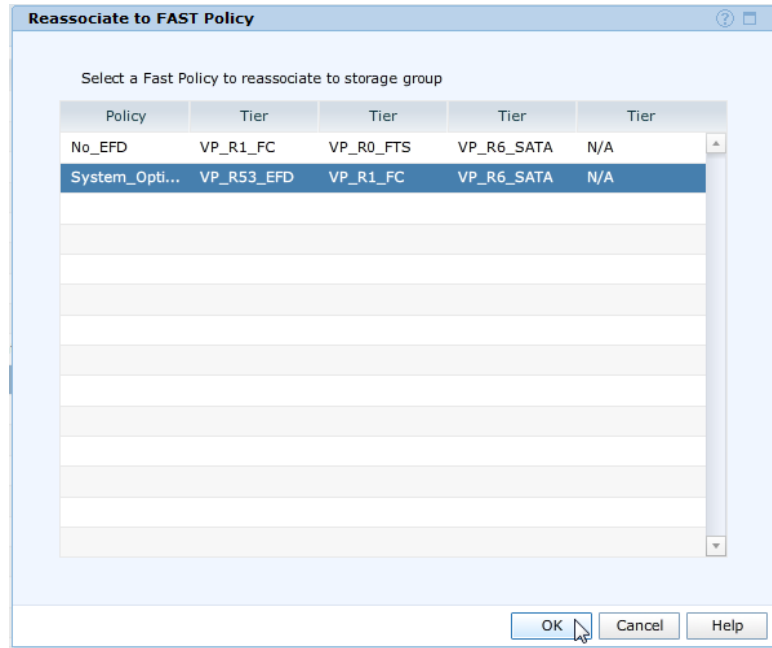 Reassociate to FAST Policy
Select a Fast Policy to reassociate to storage group
Policy Tier Tier Tier Tier
No_EFD VP_R1_FC VP_R0_FTS VP_R6_SATA N/A
System_Opti... VP_R53_EFD VP_R1_FC VP_R6_SATA N/A
OK Cancel Help